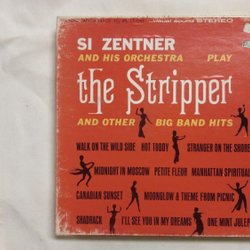 VISUAL SOUND STEREO
SI ZENTNER
AND HIS ORCHESTRA PLAY
the Stripper
AND OTHER BIG BAND HITS
WALK ON THE WILD SIDE HOT TODDY STRANGER ON THE SHORE
MIDNIGHT IN MOSCOW PETITE FLEUR MANHATTAN SPIRITUAL
CANADIAN SUNSET MOONGLOW & THEME FROM PICNIC
SHADRACK I'LL SEE YOU IN MY DREAMS ONE MINT JULEP